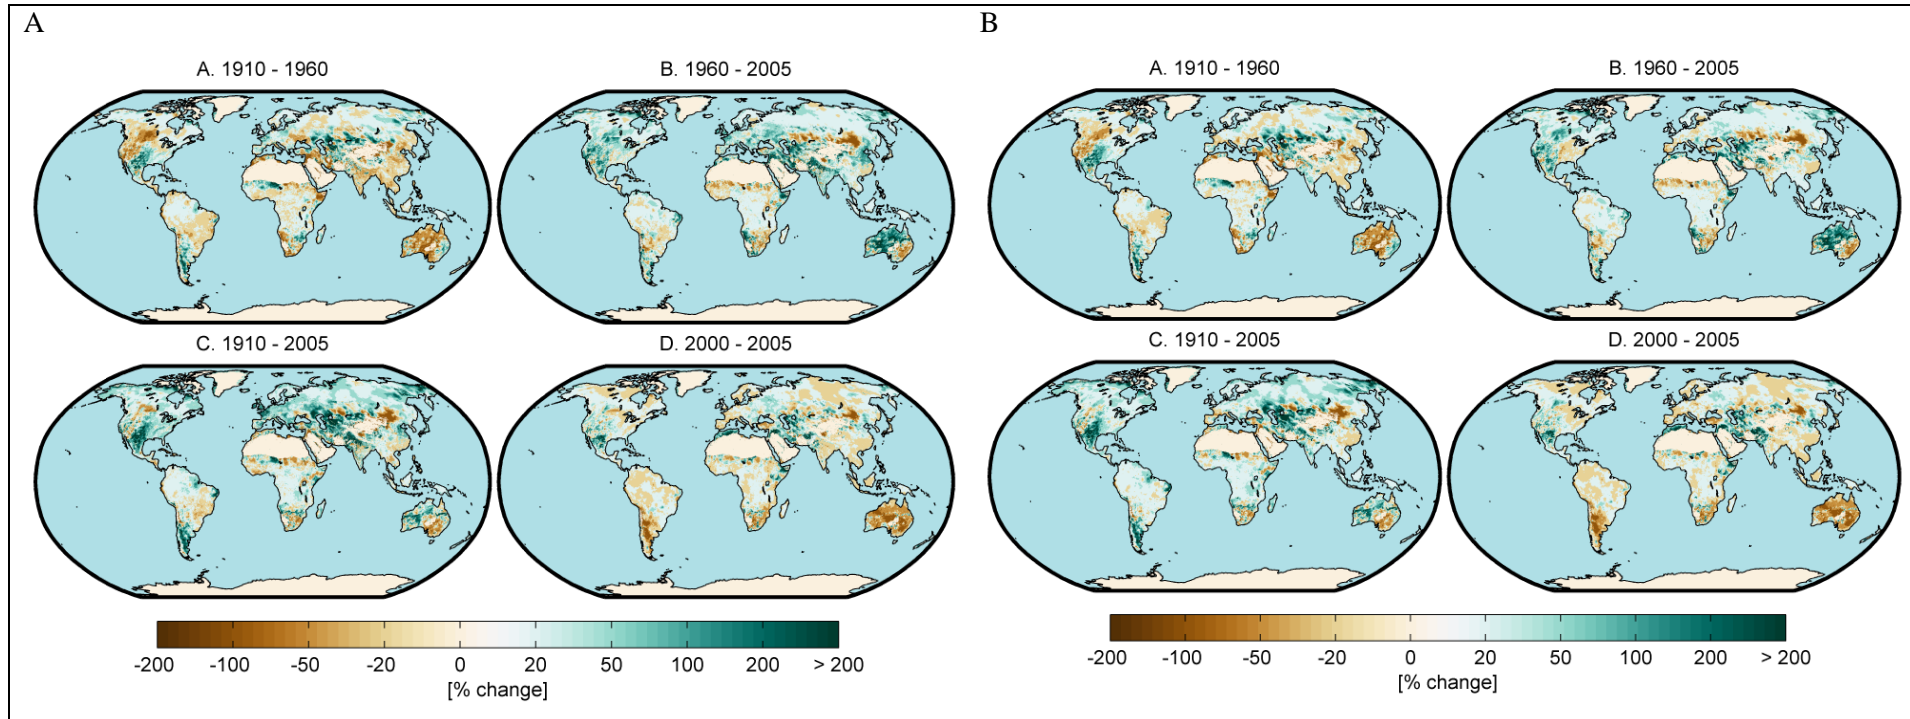 A
B
A. 1910 - 1960
B. 1960 - 2005
A. 1910 - 1960
B. 1960 - 2005
C. 1910 - 2005
D. 2000 - 2005
C. 1910 - 2005
D. 2000 - 2005
-200 -100 -50 -20 0 20 50 100 200 > 200
[% change]
-200 -100 -50 -20 0 20 50 100 > 200
[% change]